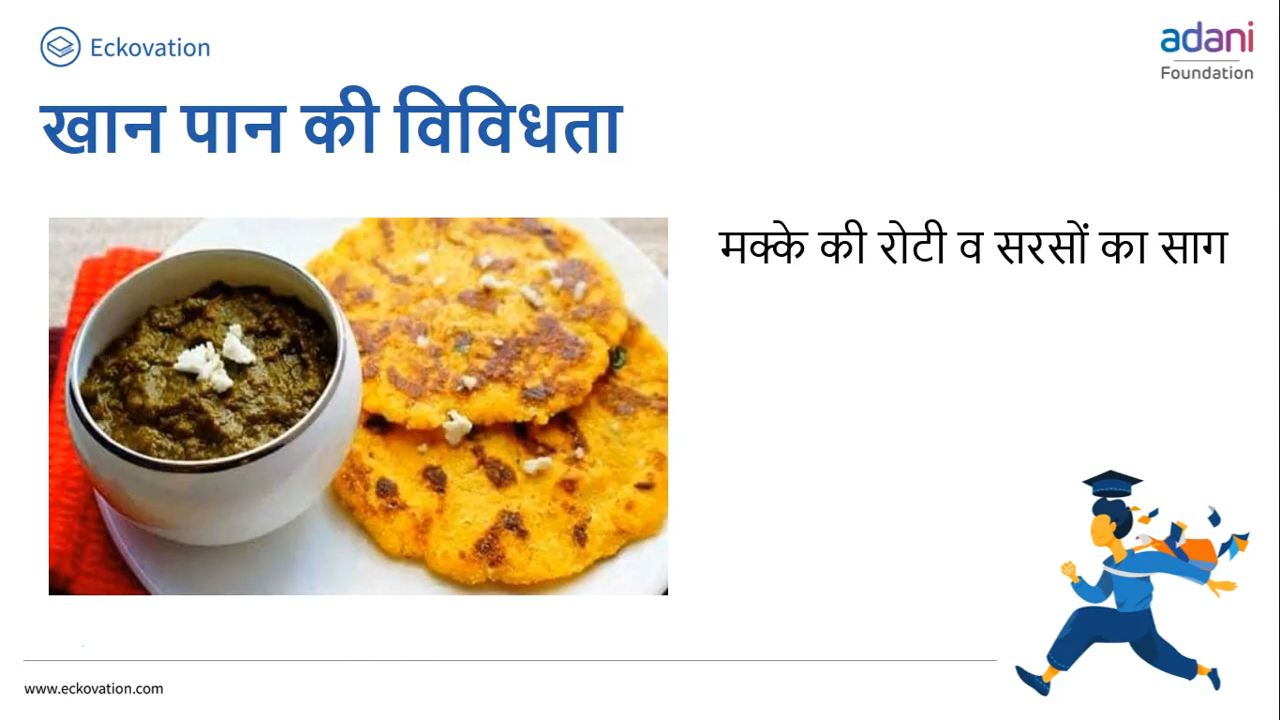 Eckovation
adani
Foundation
खान पान की विविधता
मक्के की रोटी व सरसों का साग
www.eckovation.com